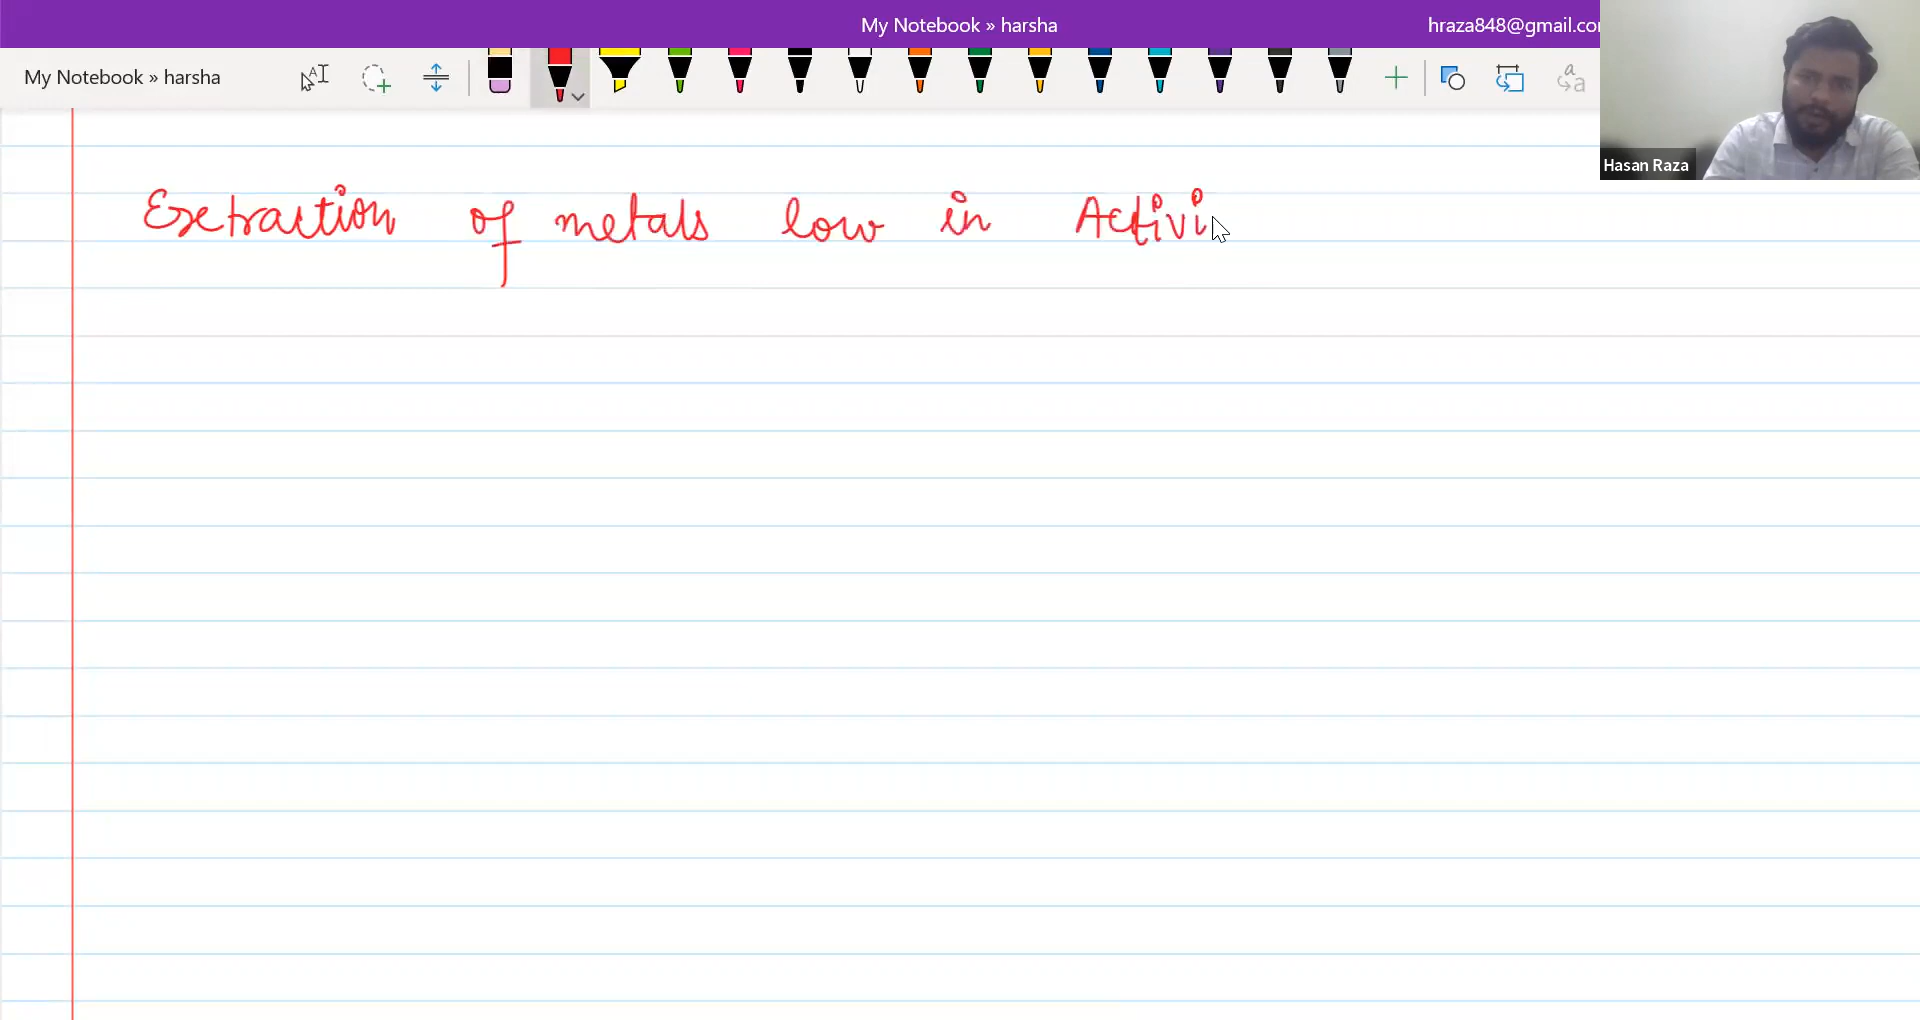 My Notebook » harsha
hraza848@gmail.co
My Notebook » harsha
Hasan Raza
Extraction of metals low in Activi